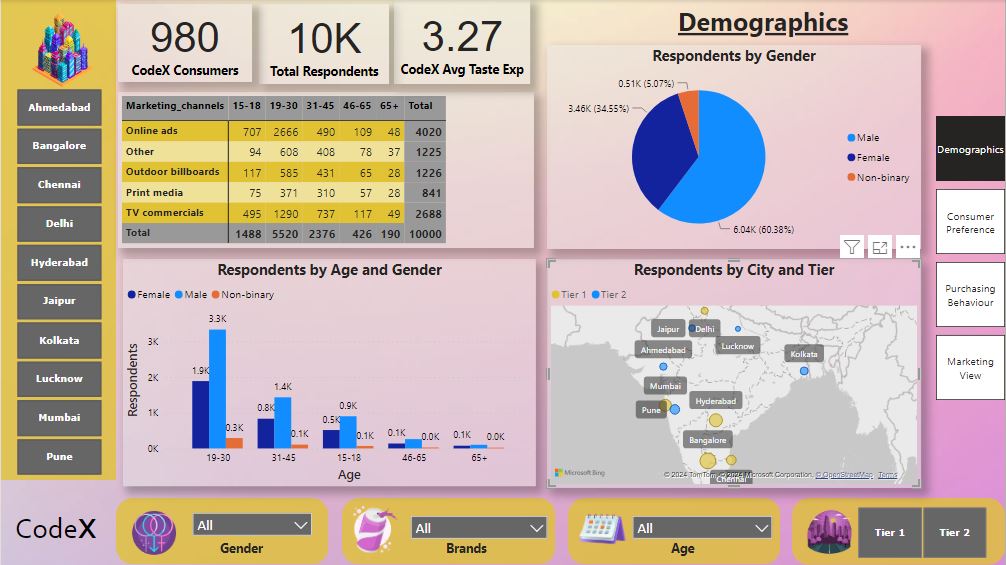 980
CodeX Consumers
10K
Total Respondents
3.27
CodeX Avg Taste Exp
Demographics
Ahmedabad
Bangalore
Chennai
Delhi
Hyderabad
Jaipur
Kolkata
Lucknow
Mumbai
Pune
Marketing_channels 15-18 19-30 31-45 46-65 65+ Total
Online ads 707 2666 490 109 48 4020
Other 94 608 408 78 37 1225
Outdoor billboards 117 585 431 65 28 1226
Print media 75 371 310 57 28 841
TV commercials 495 1290 737 117 49 2688
Total 1488 5520 2376 426 190 10000
Respondents by Gender
0.51K (5.07%)
3.46K (34.55%)
6.04K (60.38%)
Male
Female
Non-binary
Demographics
Consumer
Preference
Purchasing
Behaviour
Marketing
View
Respondents by Age and Gender
Female Male Non-binary
Respondents
3K
2K
1K
0K
1.9K
3.3K
0.3K
0.8K
1.4K
0.1K
0.5K
0.9K
0.1K
0.1K
0.0K
0.1K
0.0K
19-30 31-45 15-18 46-65 65+
Age
Respondents by City and Tier
Tier 1 Tier 2
Jaipur
Delhi
Lucknow
Ahmedabad
Kolkata
Mumbai
Hyderabad
Pune
Bangalore
Chennai
Microsoft Bing
© 2024 TomTom, © 2024 Microsoft Corporation, © OpenStreetMap Terms
CodeX
All
Gender
All
Brands
All
Age
Tier 1
Tier 2